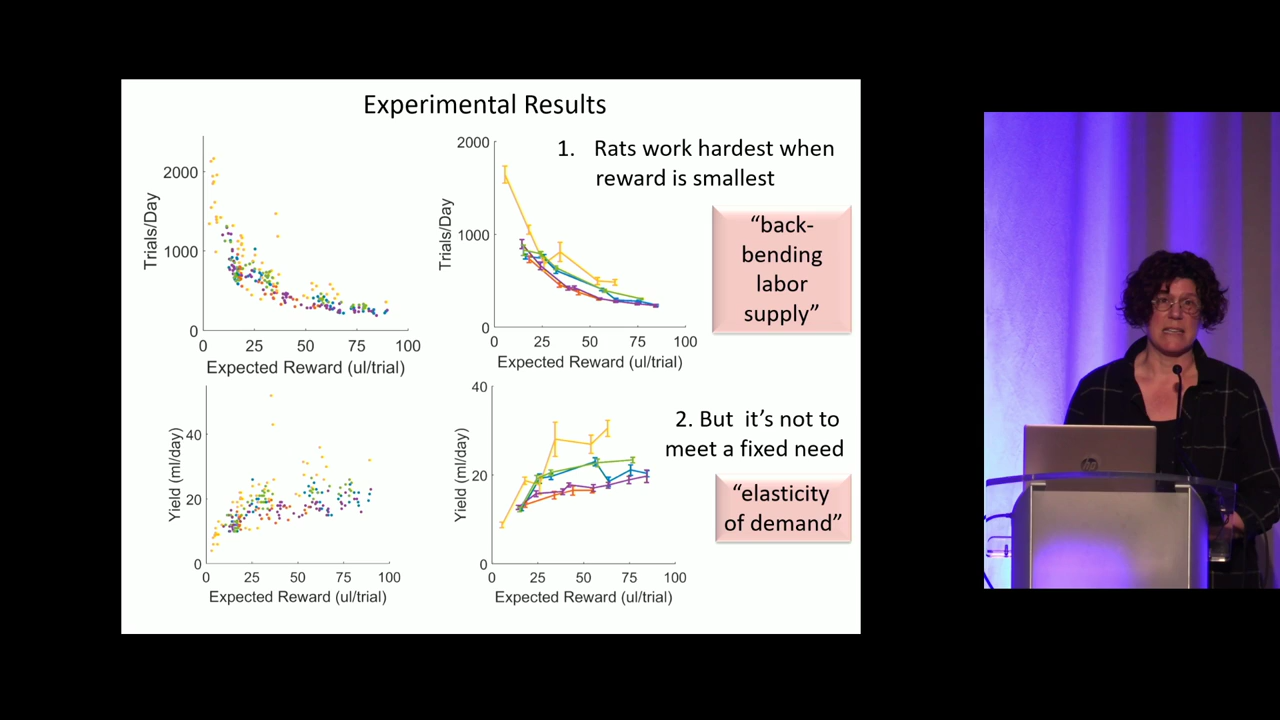 Experimental Results
2000
1000
0
Trials/Day
0 25 50 75 100
Expected Reward (ul/trial)
2000
1000
0
Trials/Day
0 25 50 75 100
Expected Reward (ul/trial)
1. Rats work hardest when
reward is smallest
“back-
bending
labor
supply”
40
20
0
Yield (ml/day)
0 25 50 75 100
Expected Reward (ul/trial)
40
20
0
Yield (ml/day)
0 25 50 75 100
Expected Reward (ul/trial)
2. But it’s not to
meet a fixed need
“elasticity
of demand”
hp